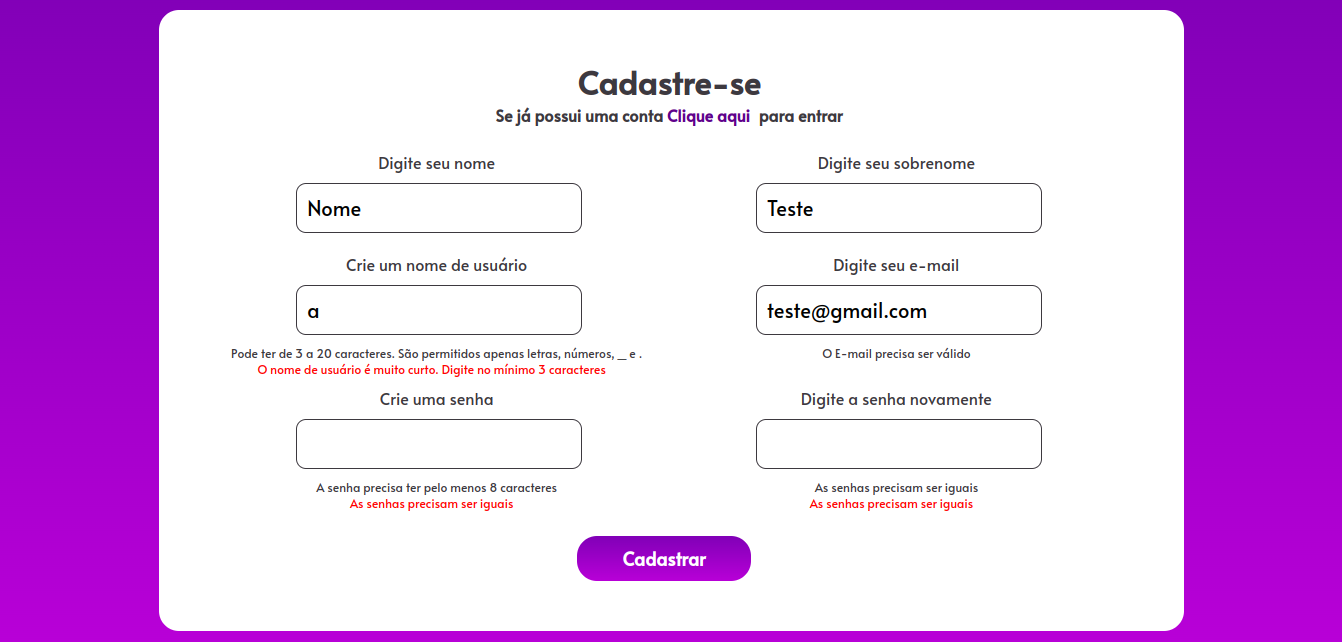 Cadastre-se
Se já possui uma conta Clique aqui para entrar
Digite seu nome
Digite seu sobrenome
Nome
Teste
Crie um nome de usuário
Digite seu e-mail
a
teste@gmail.com
Pode ter de 3 a 20 caracteres. São permitidos apenas letras, números, _ e .
O E-mail precisa ser válido
O nome de usuário é muito curto. Digite no mínimo 3 caracteres
Crie uma senha
Digite a senha novamente
A senha precisa ter pelo menos 8 caracteres
As senhas precisam ser iguais
As senhas precisam ser iguais
As senhas precisam ser iguais
Cadastrar